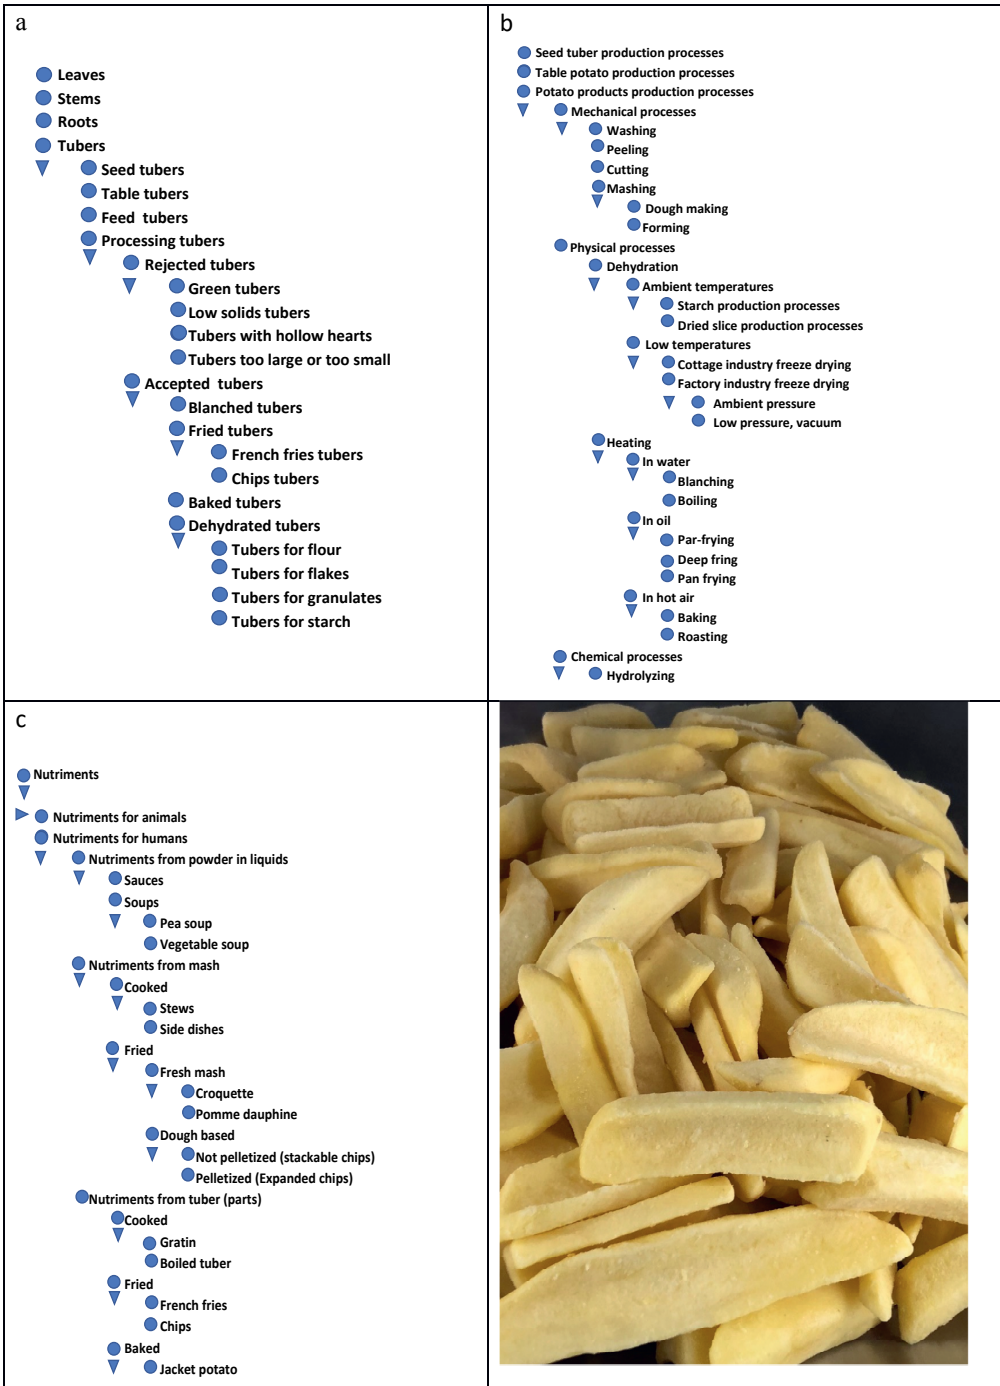 a
Leaves
Stems
Roots
Tubers
Seed tubers
Table tubers
Feed tubers
Processing tubers
Rejected tubers
Green tubers
Low solids tubers
Tubers with hollow hearts
Tubers too large or too small
Accepted tubers
Blanched tubers
Fried tubers
French fries tubers
Chips tubers
Baked tubers
Dehydrated tubers
Tubers for flour
Tubers for flakes
Tubers for granulates
Tubers for starch
b
Seed tuber production processes
Table potato production processes
Potato products production processes
Mechanical processes
Washing
Peeling
Cutting
Mashing
Dough making
Forming
Physical processes
Dehydration
Ambient temperatures
Starch production processes
Dried slice production processes
Low temperatures
Cottage industry freeze drying
Factory industry freeze drying
Ambient pressure
Low pressure, vacuum
Heating
In water
Blanching
Boiling
In oil
Par-frying
Deep fring
Pan frying
In hot air
Baking
Roasting
Chemical processes
Hydrolyzing
c
Nutriments
Nutriments for animals
Nutriments for humans
Nutriments from powder in liquids
Sauces
Soups
Pea soup
Vegetable soup
Nutriments from mash
Cooked
Stews
Side dishes
Fried
Fresh mash
Croquette
Pomme dauphine
Dough based
Not pelletized (stackable chips)
Pelletized (Expanded chips)
Nutriments from tuber (parts)
Cooked
Gratin
Boiled tuber
Fried
French fries
Chips
Baked
Jacket potato